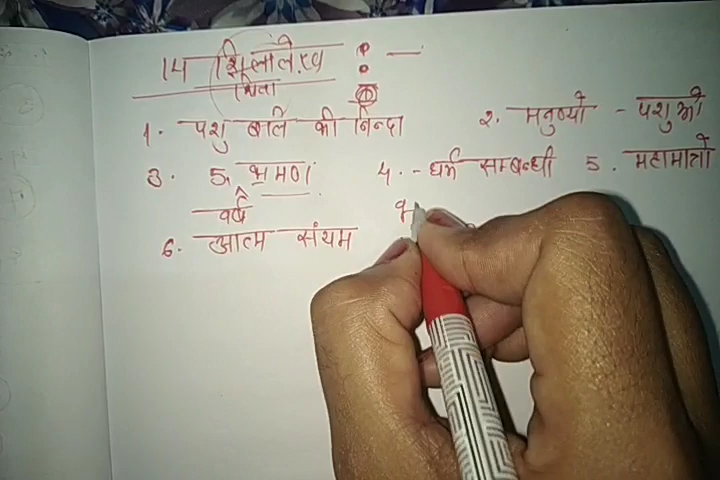 14 शिलालेख : —
शिला
1. पशु बलि की निन्दा 2. मनुष्यो - पशुओ
3. 5, भ्रमण 4. - धर्म सम्बन्धी 5. महामात्रो
वर्षे
6. आत्म संयम